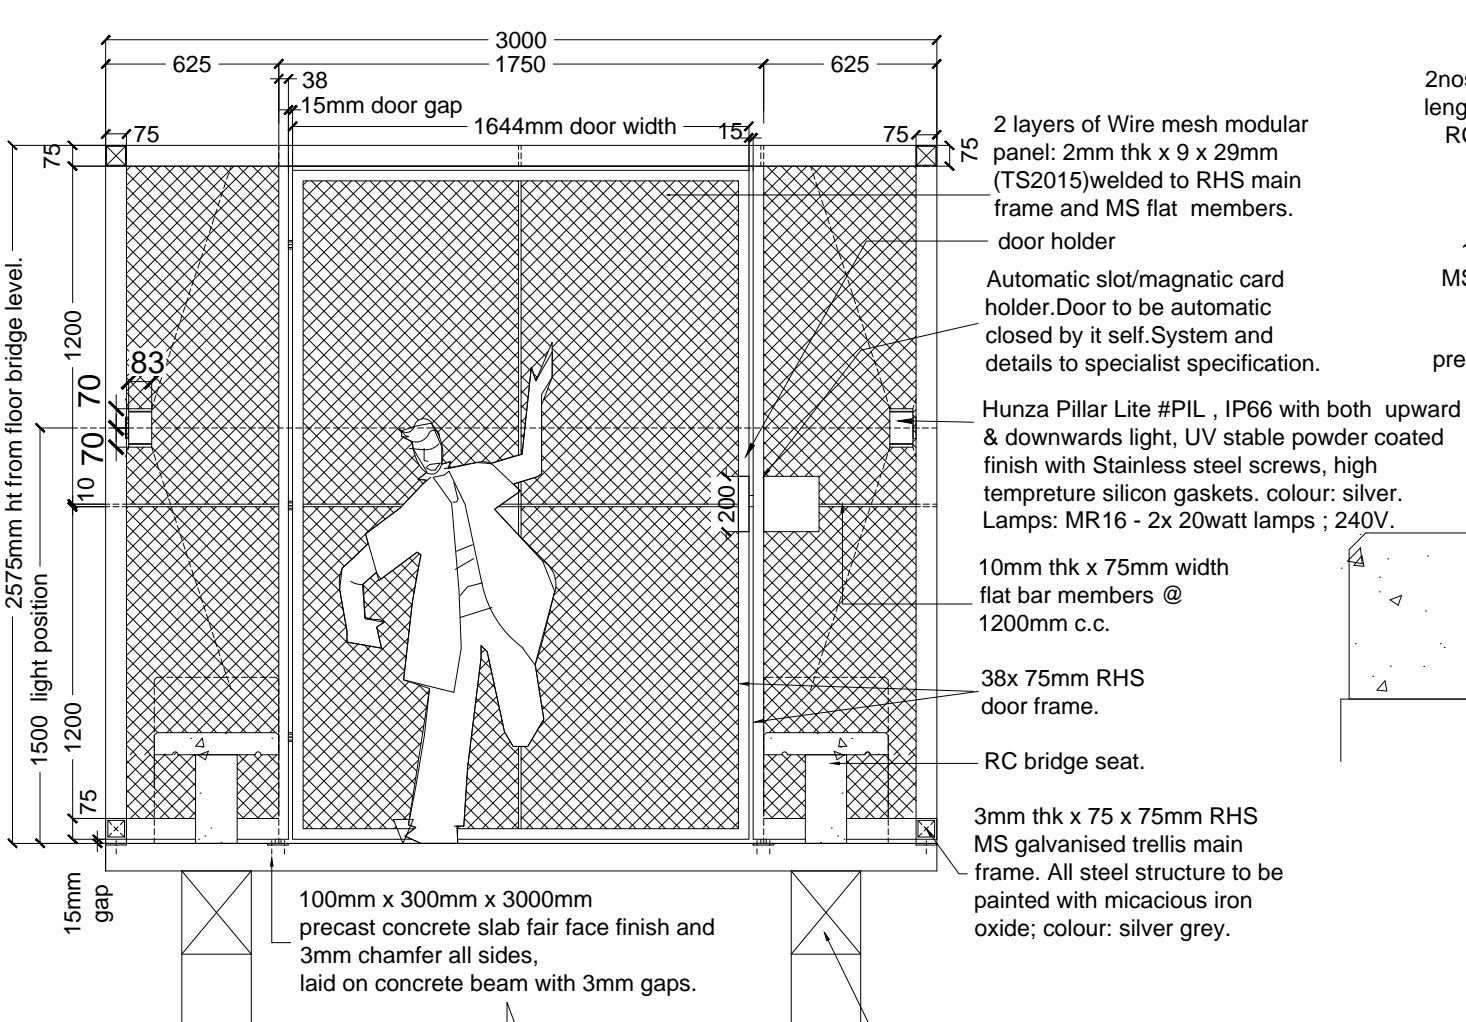 3000
625
1750
625
38
15mm door gap
1644mm door width
15
75
75
75
75
2575mm ht from floor bridge level.
1500 light position
1200
83
70
70
10
200
1200
75
15mm
gap
2 layers of Wire mesh modular
panel: 2mm thk x 9 x 29mm
(TS2015)welded to RHS main
frame and MS flat members.
door holder
Automatic slot/magnatic card
holder.Door to be automatic
closed by it self.System and
details to specialist specification.
Hunza Pillar Lite #PIL , IP66 with both upward
& downwards light, UV stable powder coated
finish with Stainless steel screws, high
tempreture silicon gaskets. colour: silver.
Lamps: MR16 - 2x 20watt lamps ; 240V.
10mm thk x 75mm width
flat bar members @
1200mm c.c.
38x 75mm RHS
door frame.
RC bridge seat.
3mm thk x 75 x 75mm RHS
MS galvanised trellis main
frame. All steel structure to be
painted with micacious iron
oxide; colour: silver grey.
100mm x 300mm x 3000mm
precast concrete slab fair face finish and
3mm chamfer all sides,
laid on concrete beam with 3mm gaps.
2nos
leng
RC
MS
pre